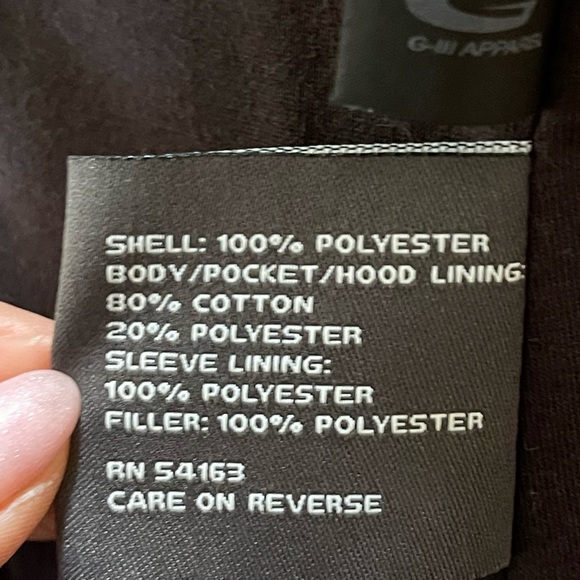 G-III APPAREL
SHELL: 100% POLYESTER
BODY/POCKET/HOOD LINING:
80% COTTON
20% POLYESTER
SLEEVE LINING:
100% POLYESTER
FILLER: 100% POLYESTER
RN 54163
CARE ON REVERSE